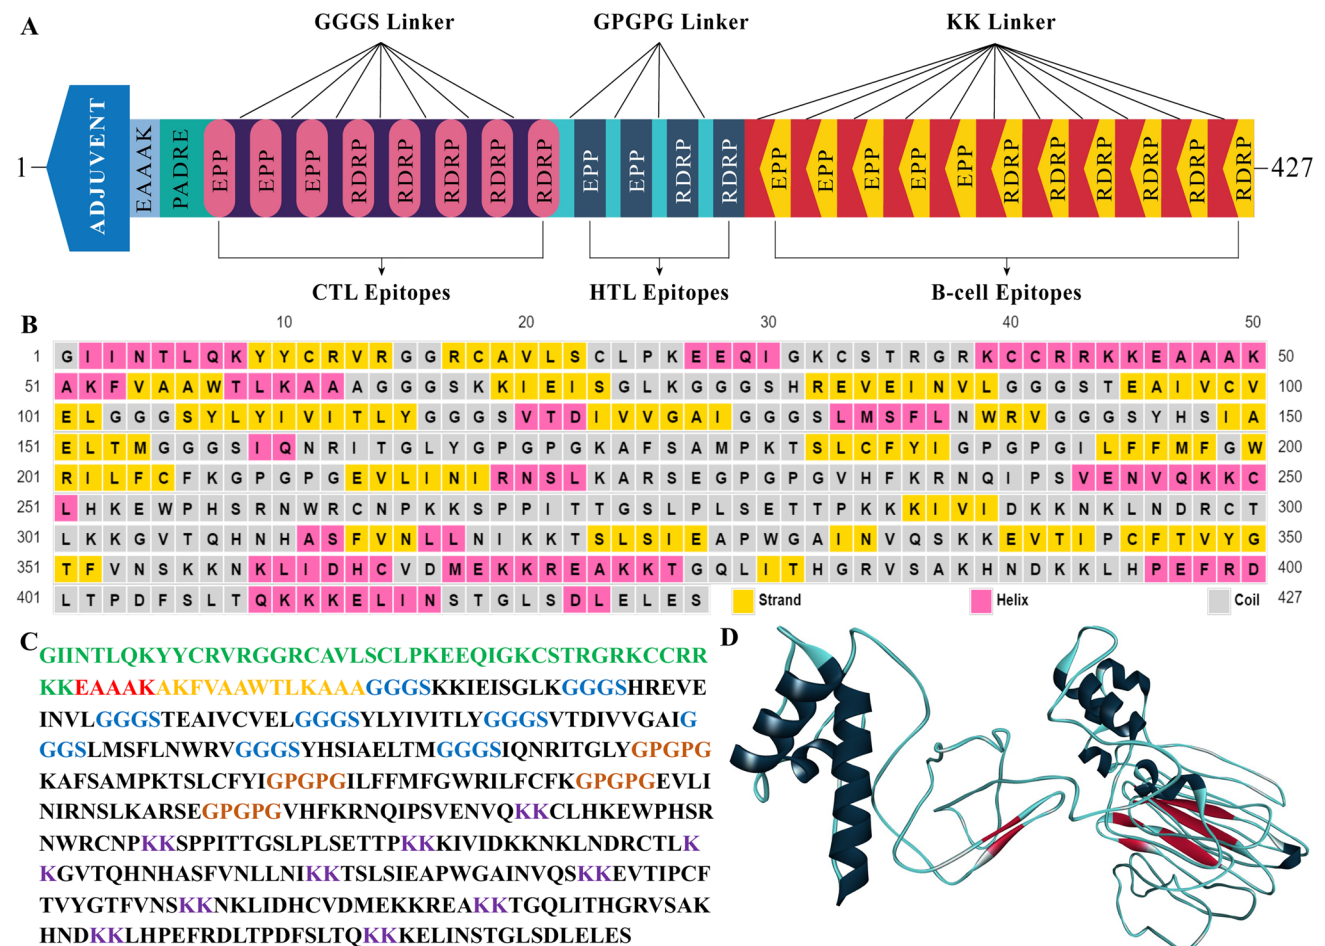 A
GGGS Linker GPGPG Linker KK Linker
1 ADJUVENT EAAAK PADRE EPP EPP EPP RDRP RDRP RDRP RDRP RDRP EPP EPP RDRP RDRP EPP EPP EPP EPP EPP RDRP RDRP RDRP RDRP RDRP RDRP 427
CTL Epitopes HTL Epitopes B-cell Epitopes
B
10 20 30 40 50
1 G I I N T L Q K Y Y C R V R G G R C A V L S C L P K E E Q I G K C S T R G R K C C R R K K E A A A K 50
51 A K F V A A W T L K A A A G G G S K K I E I S G L K G G G S H R E V E I N V L G G G S T E A I V C V 100
101 E L G G G S Y L Y I V I T L Y G G G S V T D I V V G A I G G G S L M S F L N W R V G G G S Y H S I A 150
151 E L T M G G G S I Q N R I T G L Y G P G P G K A F S A M P K T S L C F Y I G P G P G I L F F M F G W 200
201 R I L F C F K G P G P G E V L I N I R N S L K A R S E G P G P G V H F K R N Q I P S V E N V Q K K C 250
251 L H K E W P H S R N W R C N P K K S P P I T T G S L P L S E T T P K K K I V I D K K N K L N D R C T 300
301 L K K G V T Q H N H A S F V N L L N I K K T S L S I E A P W G A I N V Q S K K E V T I P C F T V Y G 350
351 T F V N S K K N K L I D H C V D M E K K R E A K K T G Q L I T H G R V S A K H N D K K L H P E F R D 400
401 L T P D F S L T Q K K K E L I N S T G L S D L E L E S Strand Helix Coil 427
C
GIINTLQKYYCRVRGGRCAVLSCLPKEEQIGKCSTRGRKCCRR
KKEAAAKAKFVAAWTLKAAAGGGSKKIEISGLKGGGSHREVE
INVLGGGSTEAIVCVELGGGSYLYIVITLYGGGSVTDIVVGAIG
GGSLMSFLNWRVGGGSYHSIAELTMGGGSIQNRITGLYGPGPG
KAFSAMPKTSLCFYIGPGPGILFFMFGWRILFCFKGPGPGEVLI
NIRNSLKARSEGPGPGVHFKRNQIPSVENVQKKCLHKEWPHSR
NWRCNPKKSPPITTGSLPLSETTPKKKIVIDKKNKLNDRCTLK
KGVTQHNHASFVNLLNIKKTSLSIEAPWGAINVQSKKEVTIPCF
TVYGTFVNSKKNKLIDHCVDMEKKREAKKTGQLITHGRVSAK
HNDKKLHPEFRDLTPDFSLTQKKKELINSTGLSDLELES
D